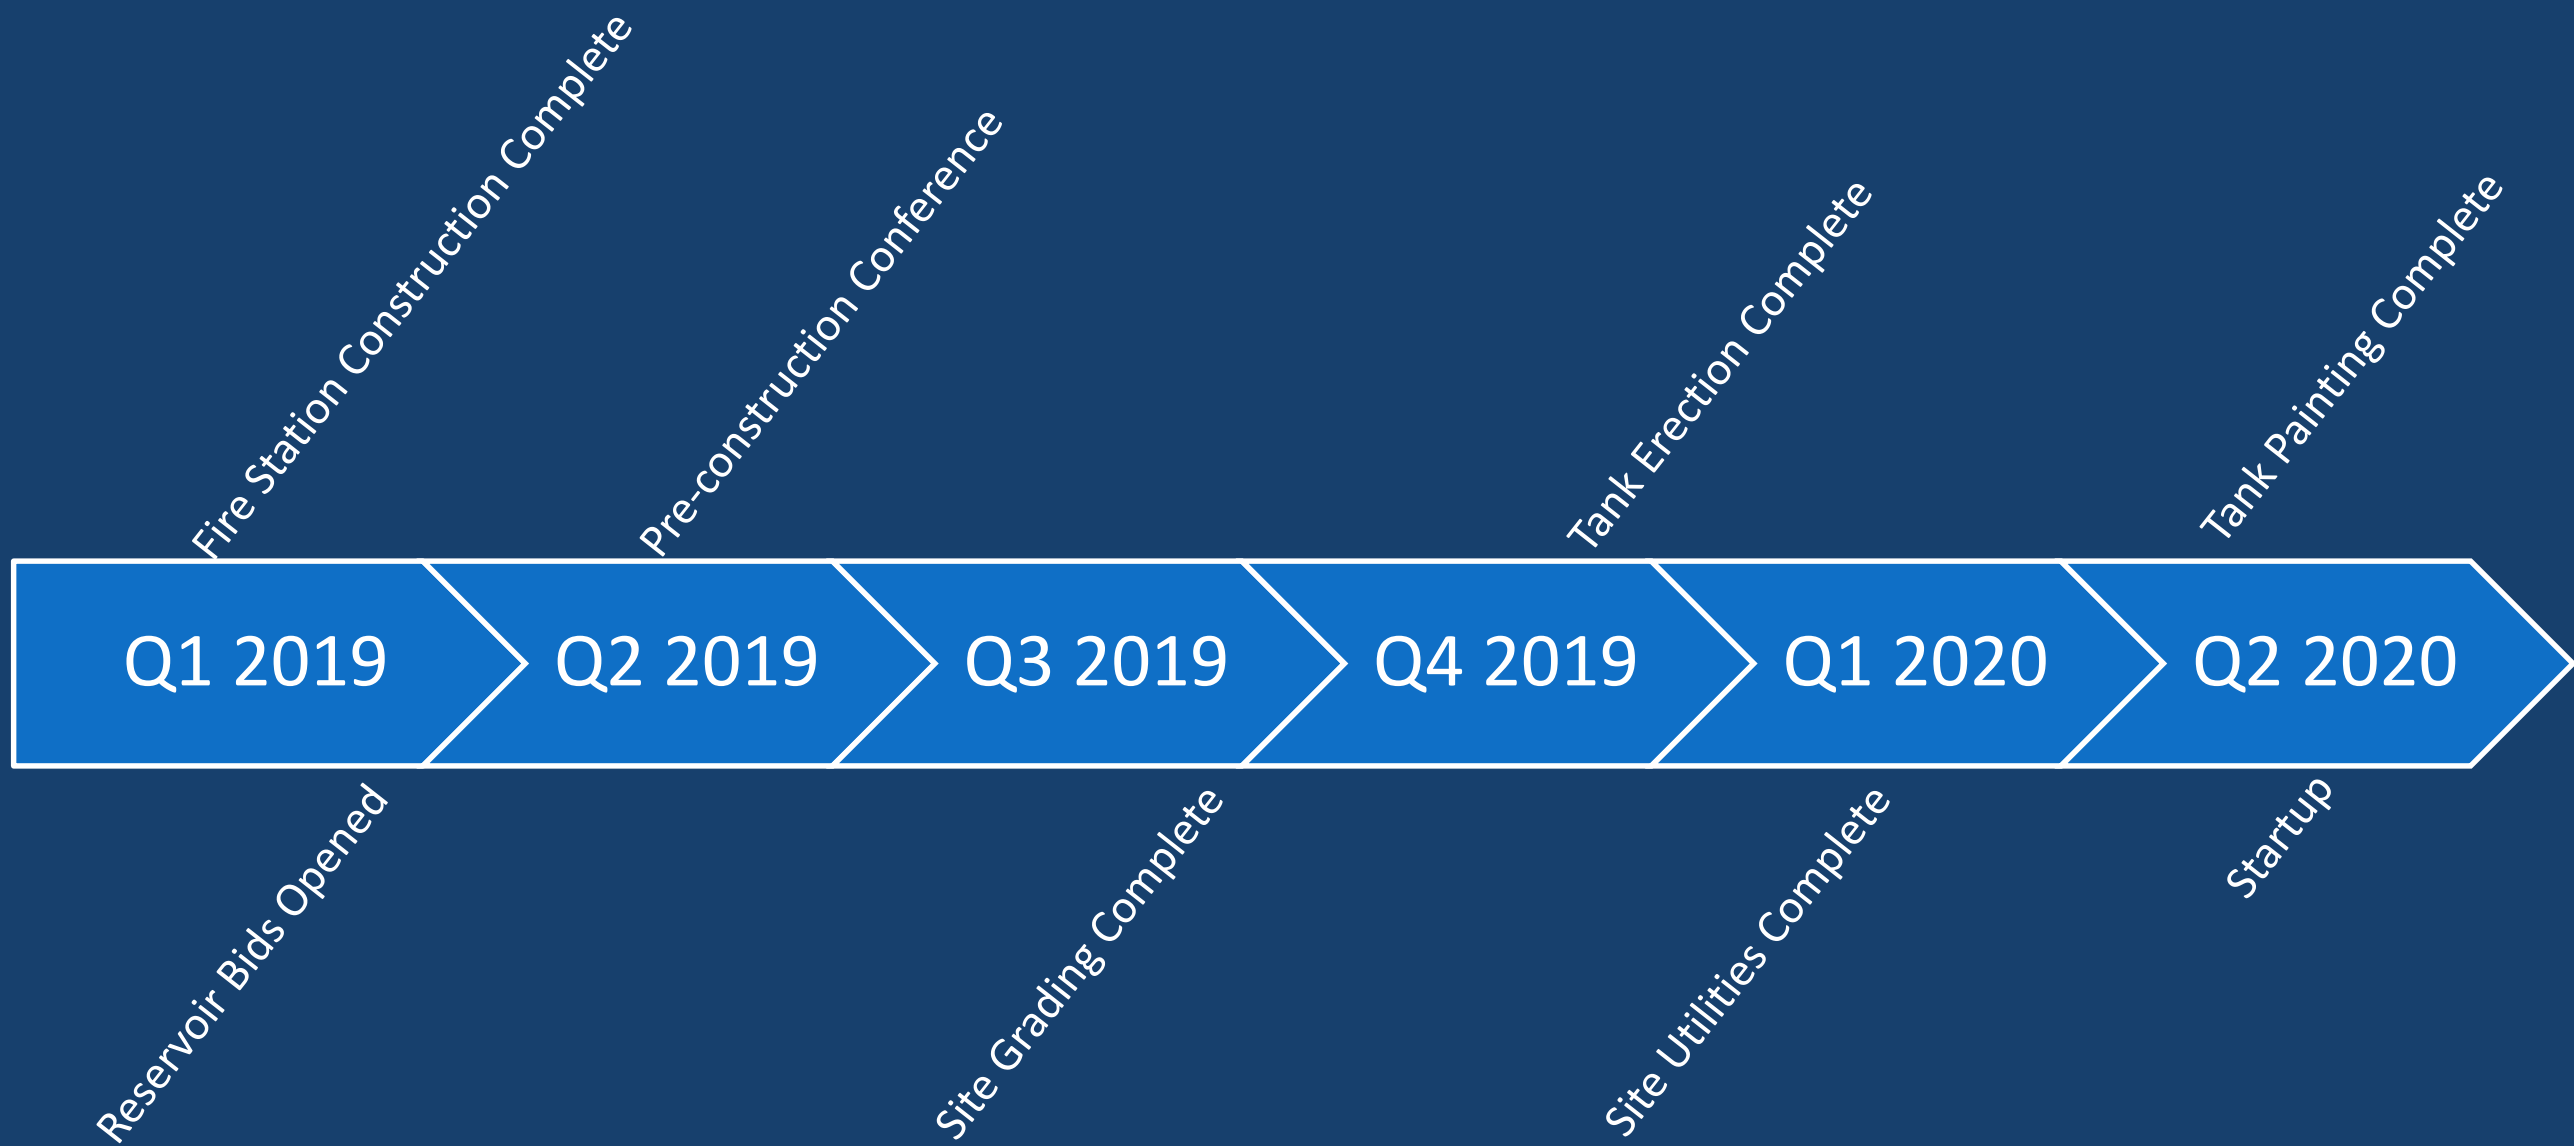 Fire Station Construction Complete
Pre-construction Conference
Tank Erection Complete
Tank Painting Complete
Q1 2019
Q2 2019
Q3 2019
Q4 2019
Q1 2020
Q2 2020
Reservoir Bids Opened
Site Grading Complete
Site Utilities Complete
Startup